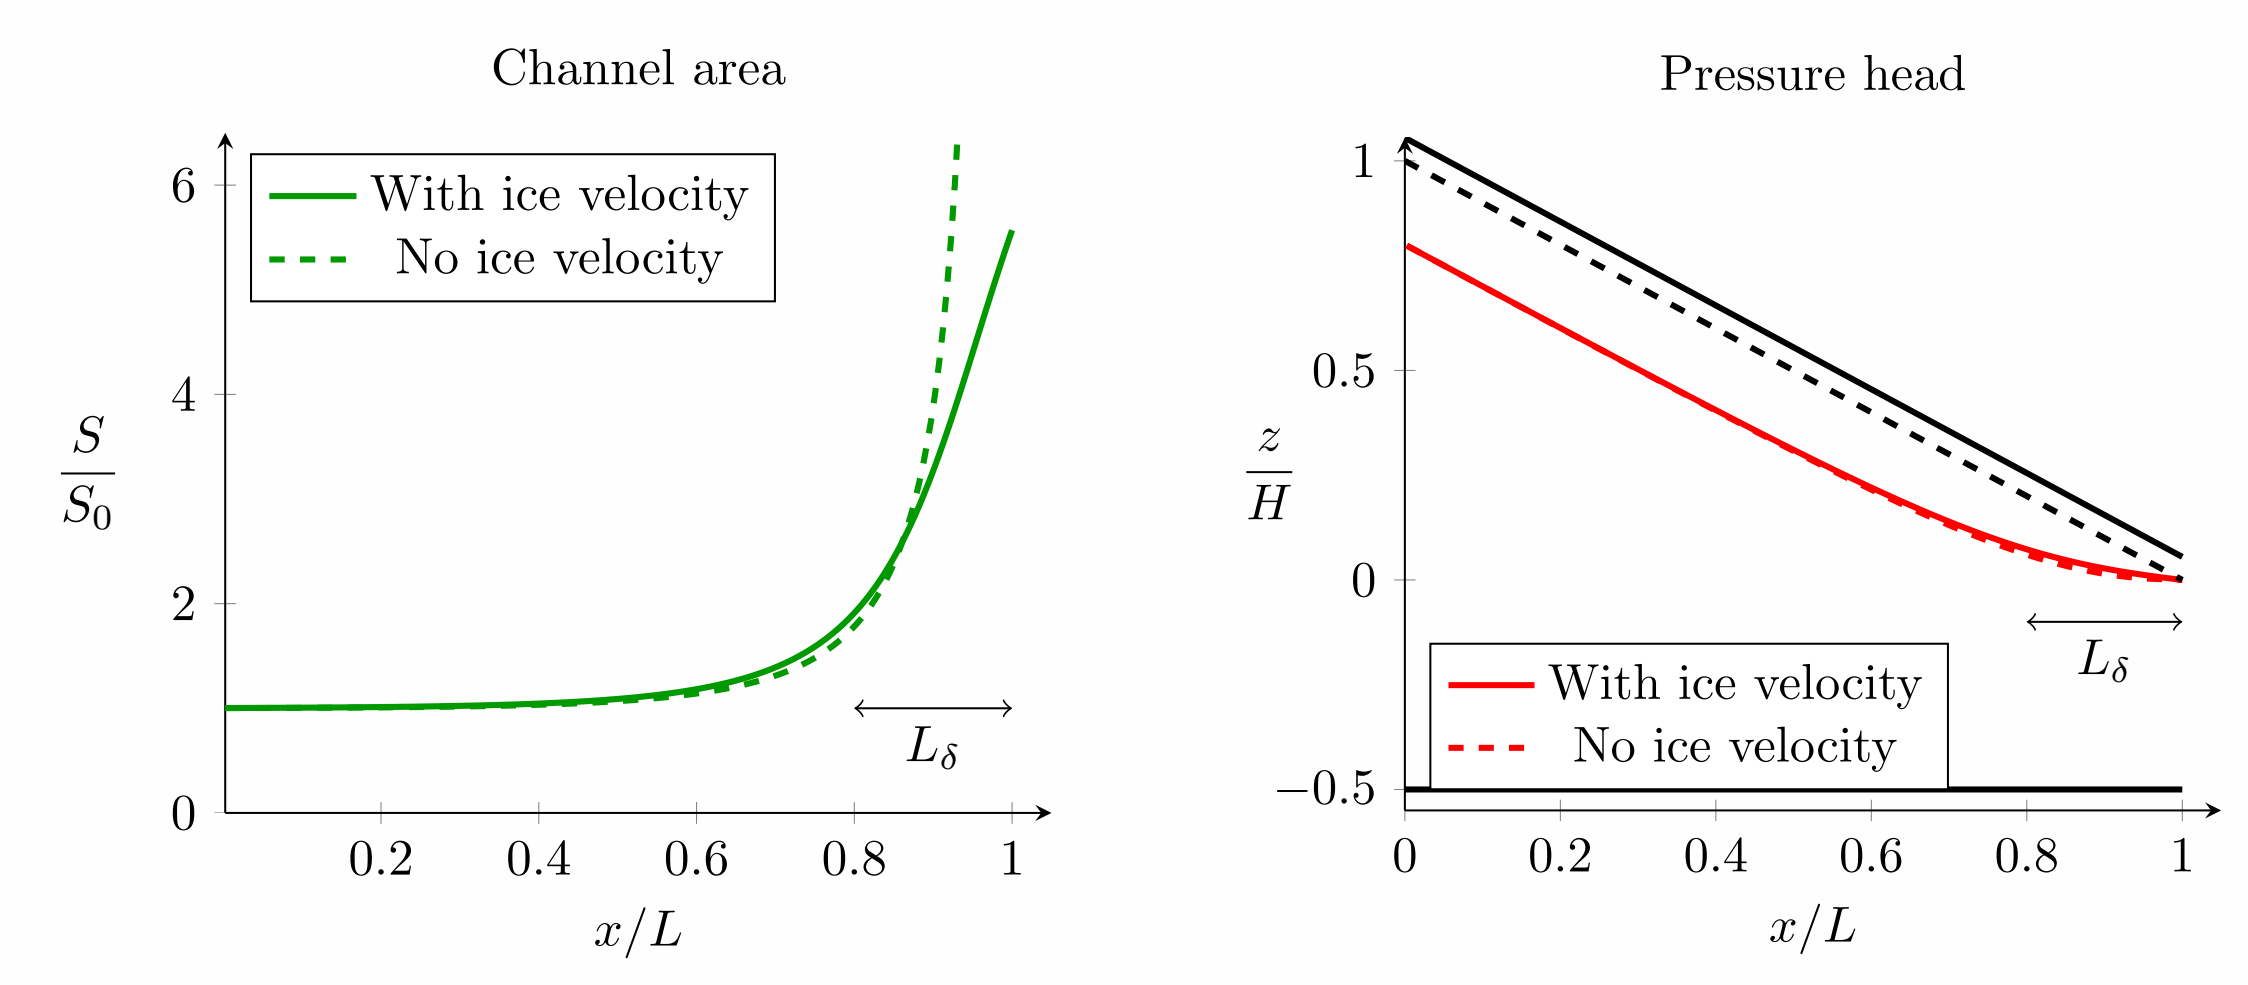 Channel area
6
4
2
0
S
S₀
With ice velocity
No ice velocity
L_δ
0.2 0.4 0.6 0.8 1
x/L
Pressure head
1
0.5
0
−0.5
z
H
L_δ
With ice velocity
No ice velocity
0 0.2 0.4 0.6 0.8 1
x/L